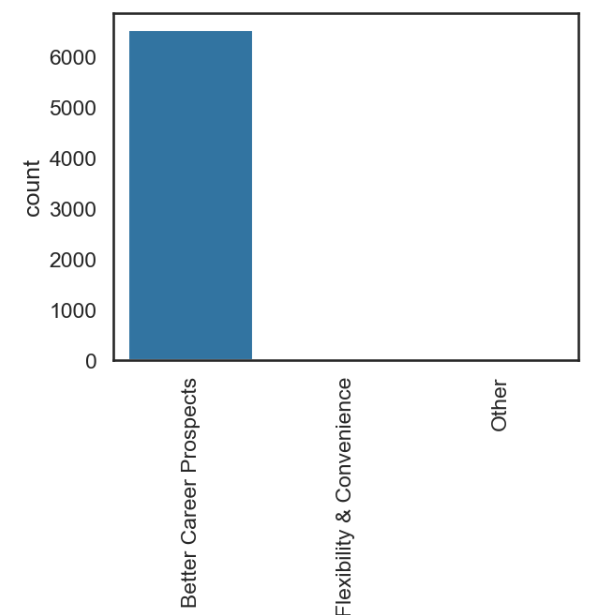 6000
5000
4000
3000
2000
1000
0
count
Better Career Prospects
Flexibility & Convenience
Other